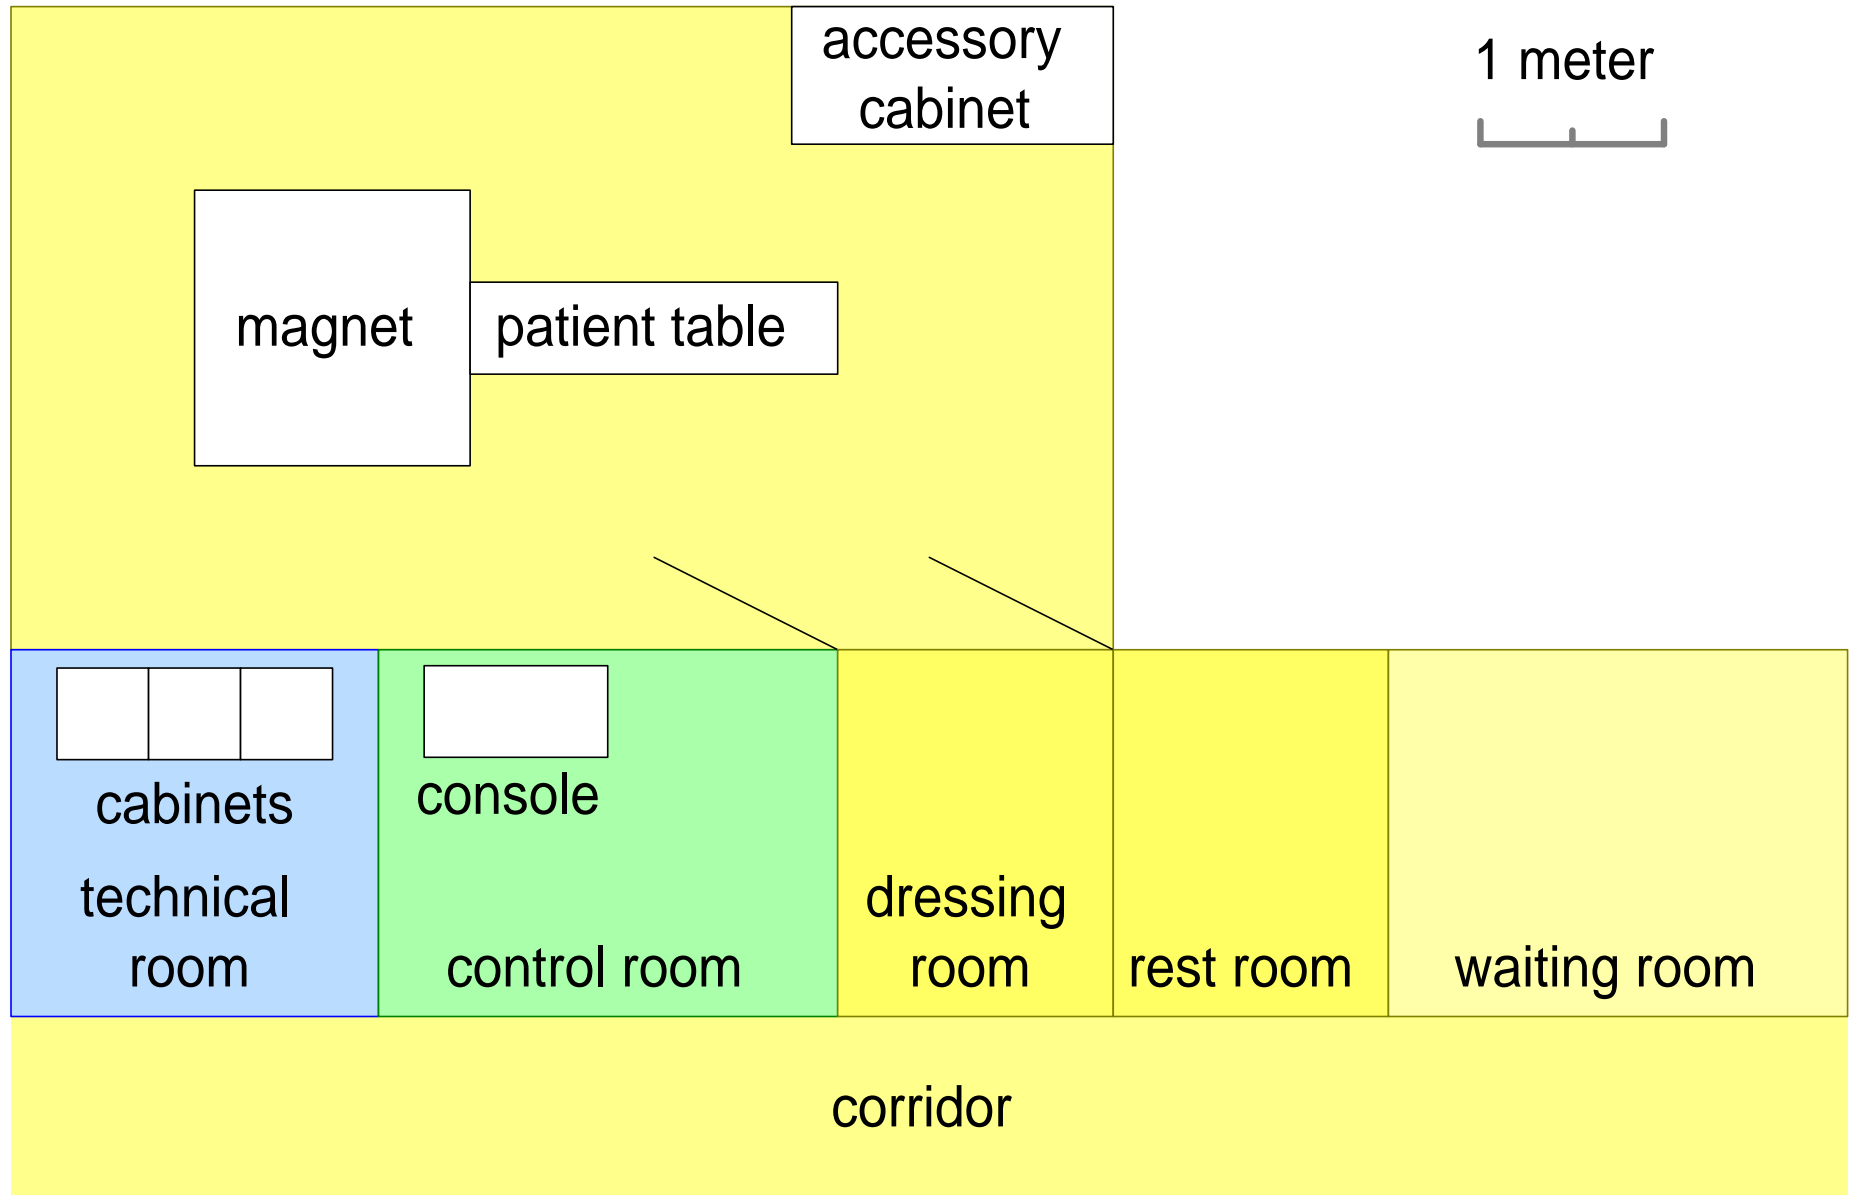 accessory
cabinet
1 meter
magnet
patient table
cabinets
console
technical
room
control room
dressing
room
rest room
waiting room
corridor